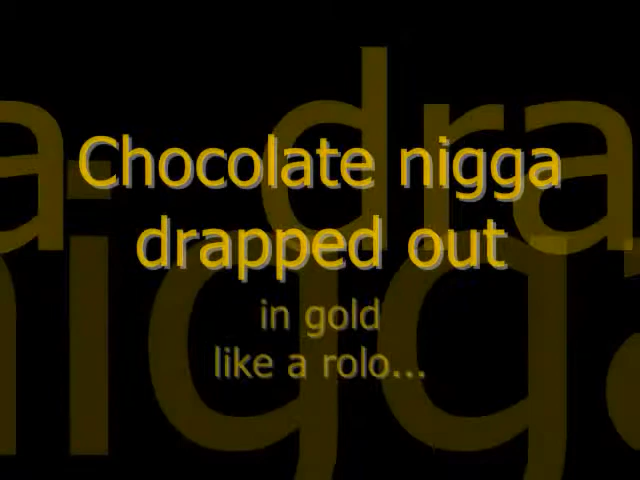 Chocolate nigga
drapped out
in gold
like a rolo...